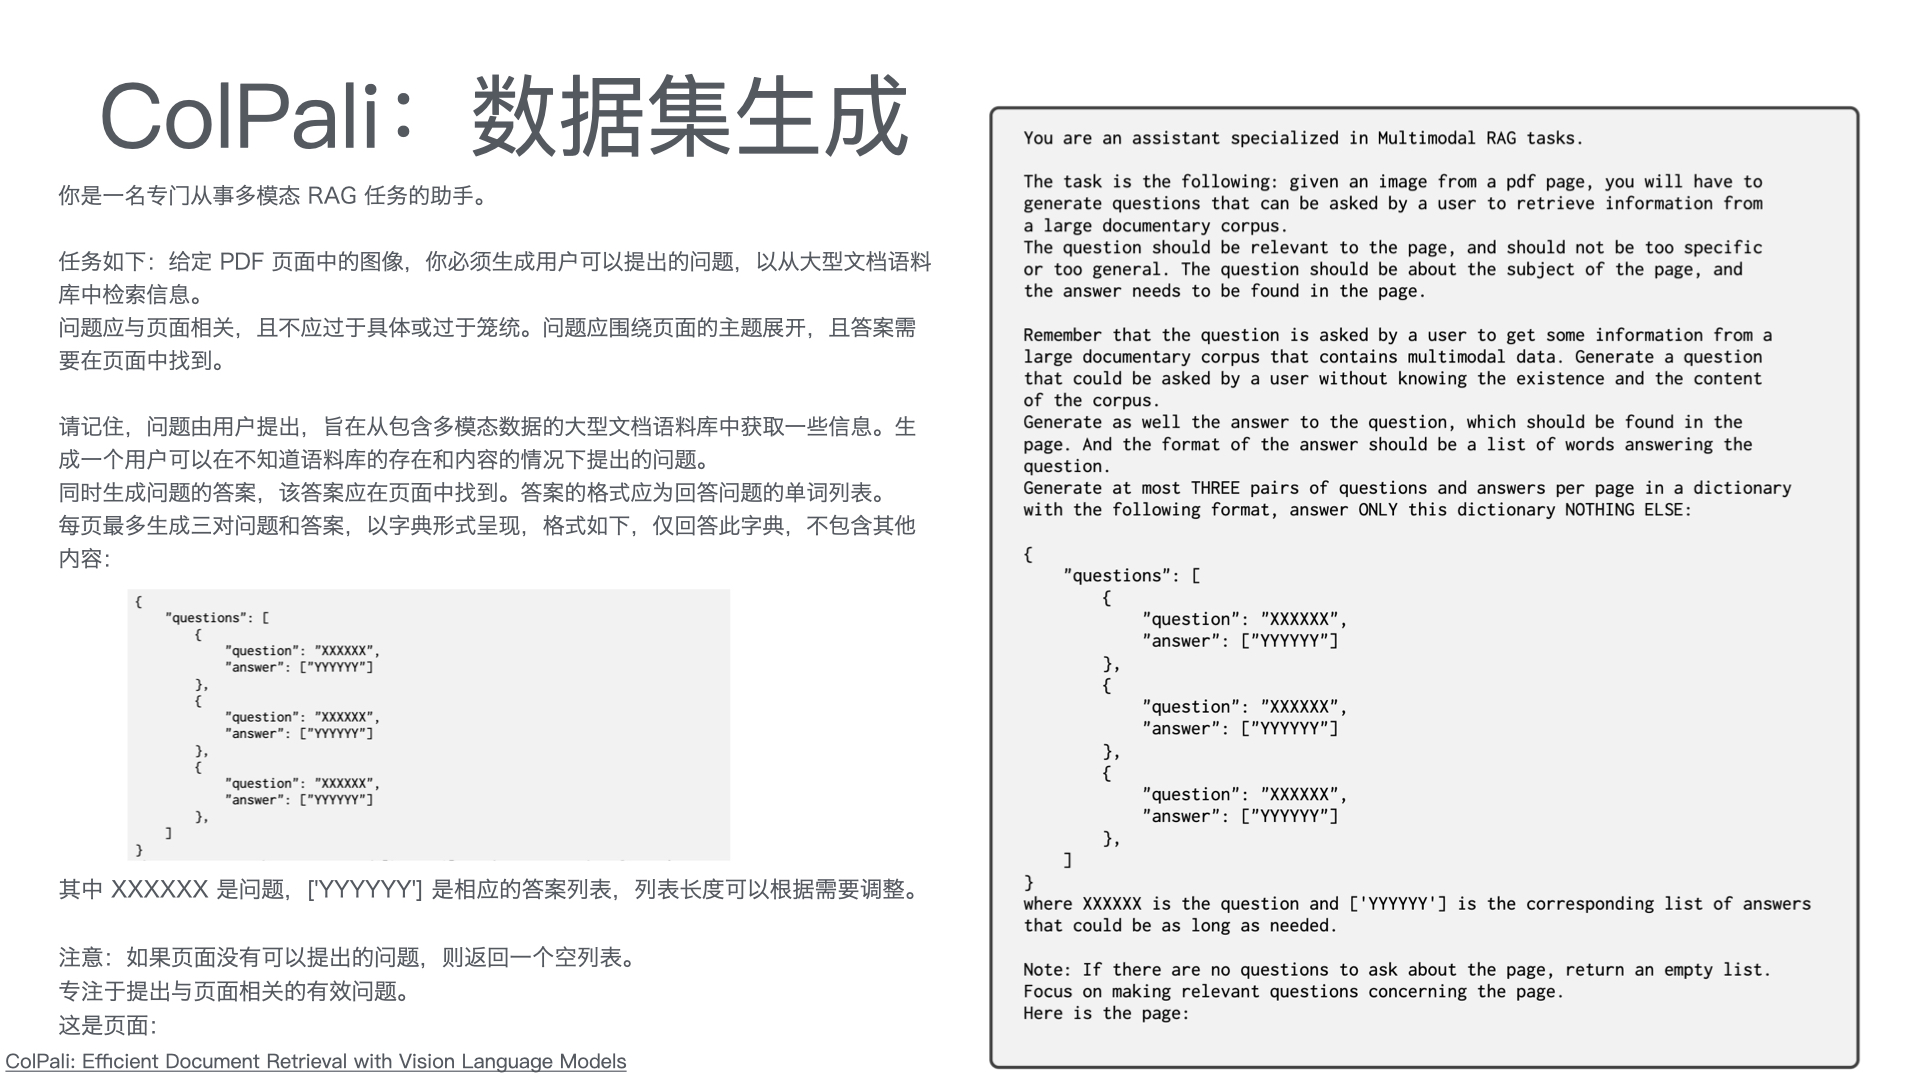 ColPali：数据集生成
你是一名专门从事多模态 RAG 任务的助手。
任务如下：给定 PDF 页面中的图像，你必须生成用户可以提出的问题，以从大型文档语料
库中检索信息。
问题应与页面相关，且不应过于具体或过于笼统。问题应围绕页面的主题展开，且答案需
要在页面中找到。
请记住，问题由用户提出，旨在从包含多模态数据的大型文档语料库中获取一些信息。生
成一个用户可以在不知道语料库的存在和内容的情况下提出的问题。
同时生成问题的答案，该答案应在页面中找到。答案的格式应为回答问题的单词列表。
每页最多生成三对问题和答案，以字典形式呈现，格式如下，仅回答此字典，不包含其他
内容：
{
"questions": [
{
"question": "XXXXXX",
"answer": ["YYYYYY"]
},
{
"question": "XXXXXX",
"answer": ["YYYYYY"]
},
{
"question": "XXXXXX",
"answer": ["YYYYYY"]
},
]
}
其中 XXXXXX 是问题，['YYYYYY'] 是相应的答案列表，列表长度可以根据需要调整。
注意：如果页面没有可以提出的问题，则返回一个空列表。
专注于提出与页面相关的有效问题。
这是页面：
ColPali: Efficient Document Retrieval with Vision Language Models
You are an assistant specialized in Multimodal RAG tasks.
The task is the following: given an image from a pdf page, you will have to
generate questions that can be asked by a user to retrieve information from
a large documentary corpus.
The question should be relevant to the page, and should not be too specific
or too general. The question should be about the subject of the page, and
the answer needs to be found in the page.
Remember that the question is asked by a user to get some information from a
large documentary corpus that contains multimodal data. Generate a question
that could be asked by a user without knowing the existence and the content
of the corpus.
Generate as well the answer to the question, which should be found in the
page. And the format of the answer should be a list of words answering the
question.
Generate at most THREE pairs of questions and answers per page in a dictionary
with the following format, answer ONLY this dictionary NOTHING ELSE:
{
"questions": [
{
"question": "XXXXXX",
"answer": ["YYYYYY"]
},
{
"question": "XXXXXX",
"answer": ["YYYYYY"]
},
{
"question": "XXXXXX",
"answer": ["YYYYYY"]
},
]
}
where XXXXXX is the question and ['YYYYYY'] is the corresponding list of answers
that could be as long as needed.
Note: If there are no questions to ask about the page, return an empty list.
Focus on making relevant questions concerning the page.
Here is the page: